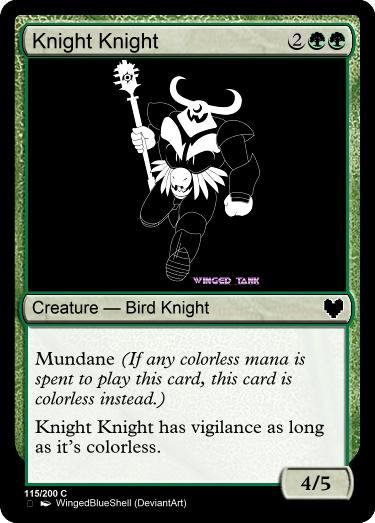 Knight Knight 2
WINGED TANK
Creature — Bird Knight
Mundane (If any colorless mana is
spent to play this card, this card is
colorless instead.)
Knight Knight has vigilance as long
as it's colorless.
4/5
115/200 C
WingedBlueShell (DeviantArt)